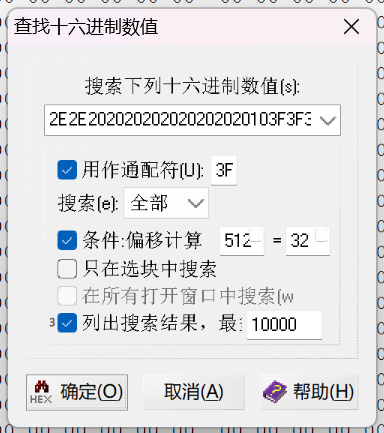 查找十六进制数值
搜索下列十六进制数值(s):
2E2E202020202020202020103F3F3
用作通配符(U): 3F
搜索(e): 全部
条件:偏移计算 512 = 32
只在选块中搜索
在所有打开窗口中搜索(w
3 列出搜索结果，最 10000
HEX 确定(O) 取消(A) 帮助(H)